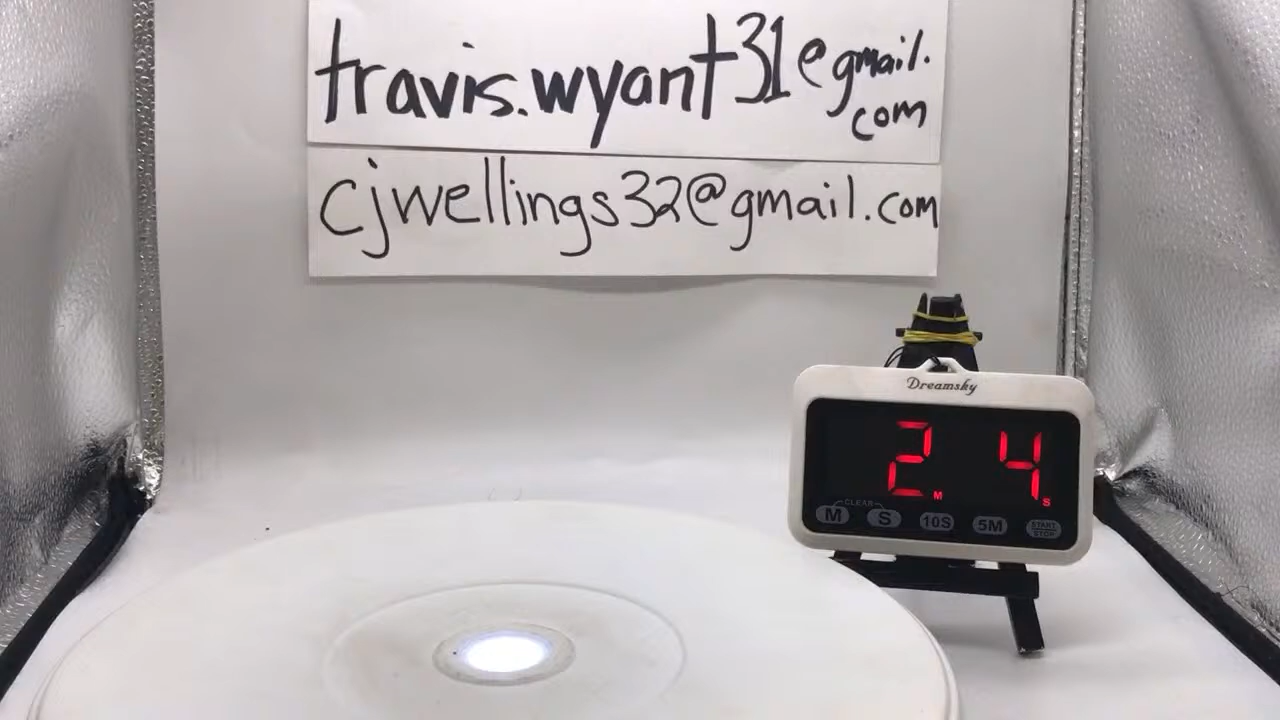 travis.wyant31@gmail.
com
cjwellings32@gmail.com
Dreamsky
2 M 4 S
CLEAR
M S 10S 5M START STOP